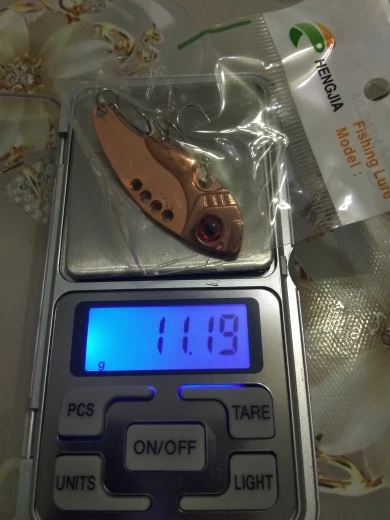 HENGJIA
Fishing Lure
Model :
11.19
g
PCS
TARE
ON/OFF
UNITS
LIGHT